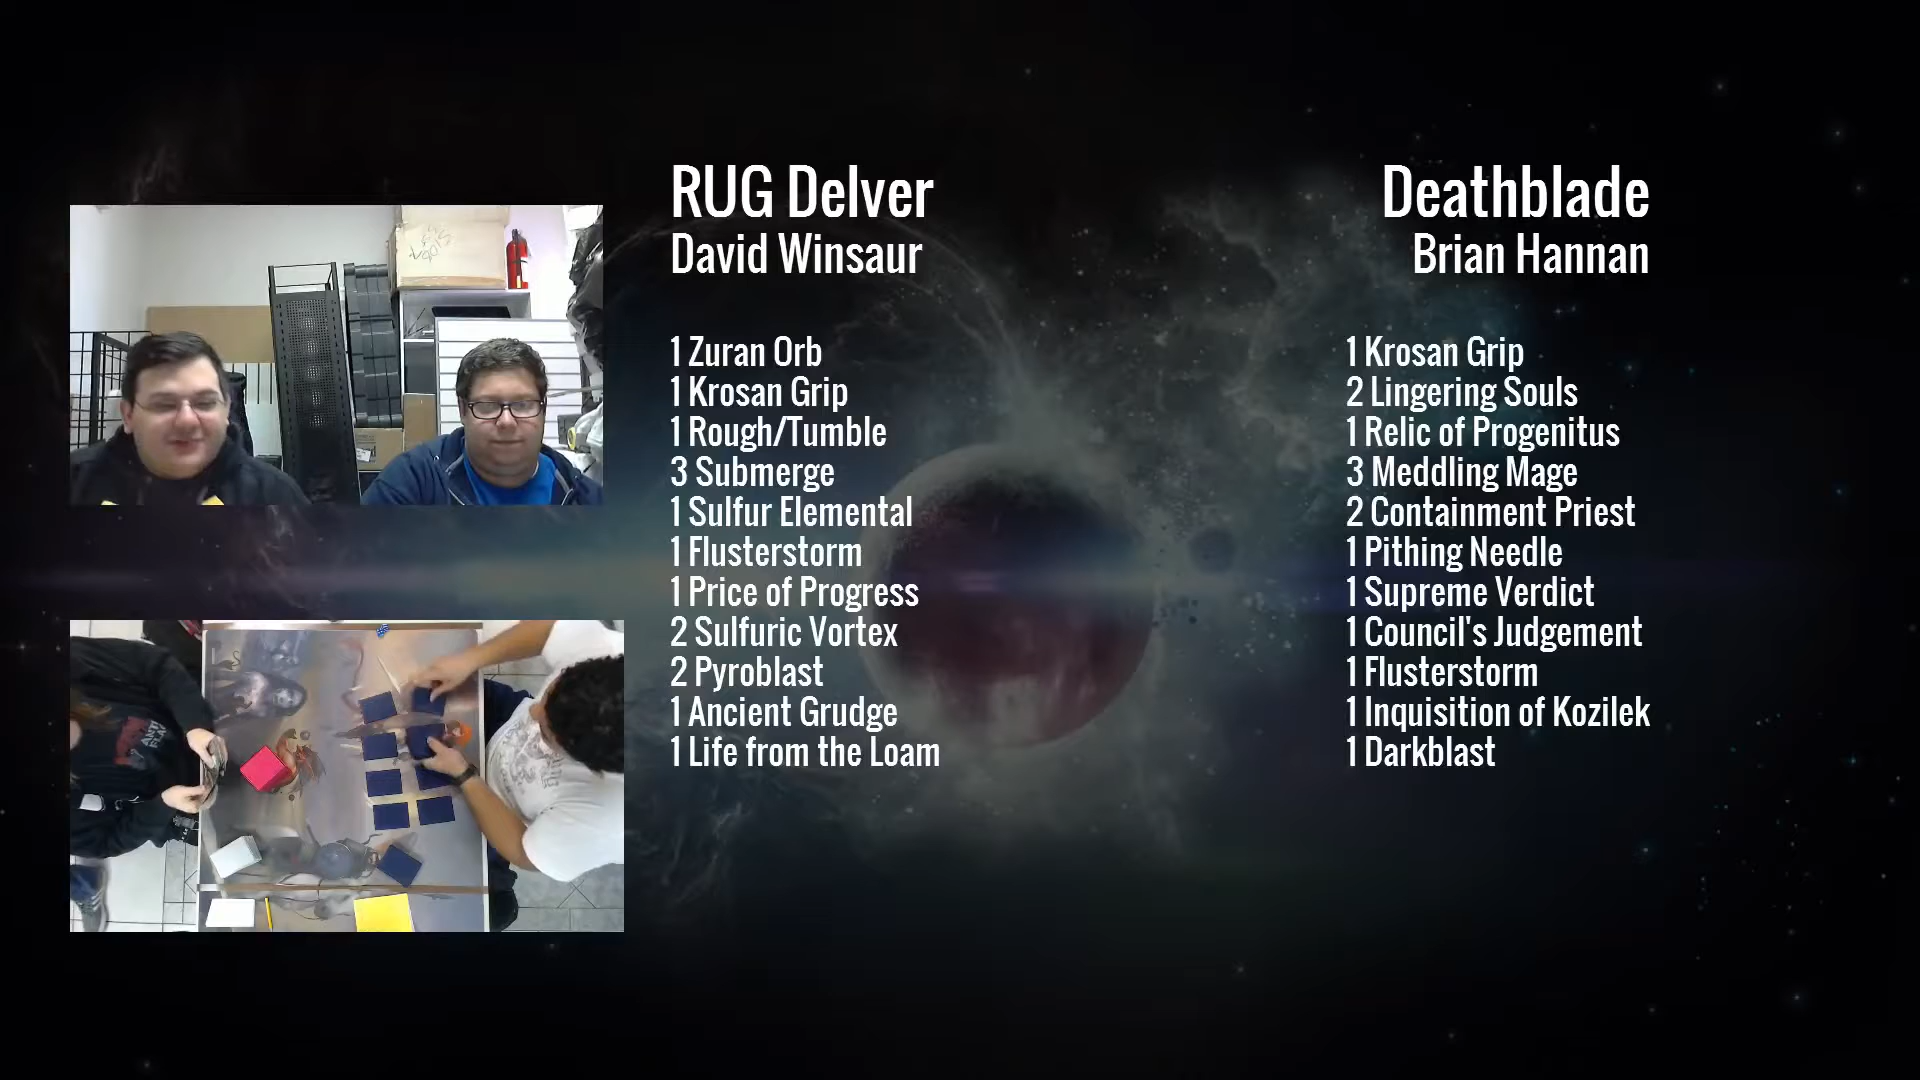 RUG Delver
David Winsaur
1 Zuran Orb
1 Krosan Grip
1 Rough/Tumble
3 Submerge
1 Sulfur Elemental
1 Flusterstorm
1 Price of Progress
2 Sulfuric Vortex
2 Pyroblast
1 Ancient Grudge
1 Life from the Loam
Deathblade
Brian Hannan
1 Krosan Grip
2 Lingering Souls
1 Relic of Progenitus
3 Meddling Mage
2 Containment Priest
1 Pithing Needle
1 Supreme Verdict
1 Council's Judgement
1 Flusterstorm
1 Inquisition of Kozilek
1 Darkblast